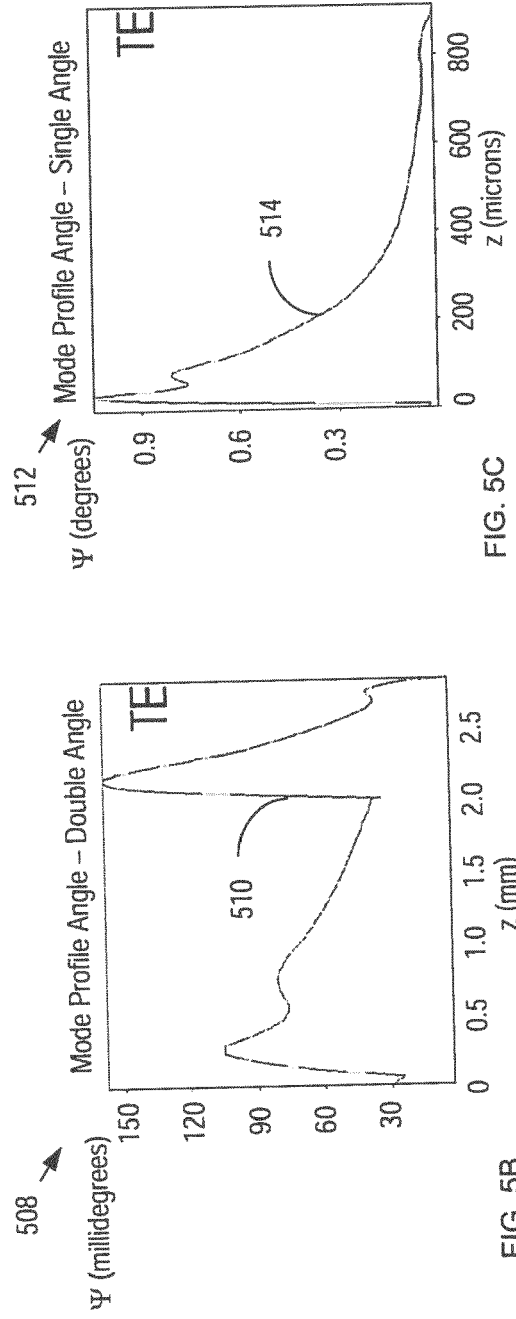 508
Ψ (millidegrees)
Mode Profile Angle – Double Angle
TE
150
120
90
60
30
510
0
0.5
1.0
1.5
2.0
2.5
z (mm)
FIG. 5B
512
Ψ (degrees)
Mode Profile Angle – Single Angle
TE
0.9
0.6
0.3
514
0
200
400
600
800
z (microns)
FIG. 5C